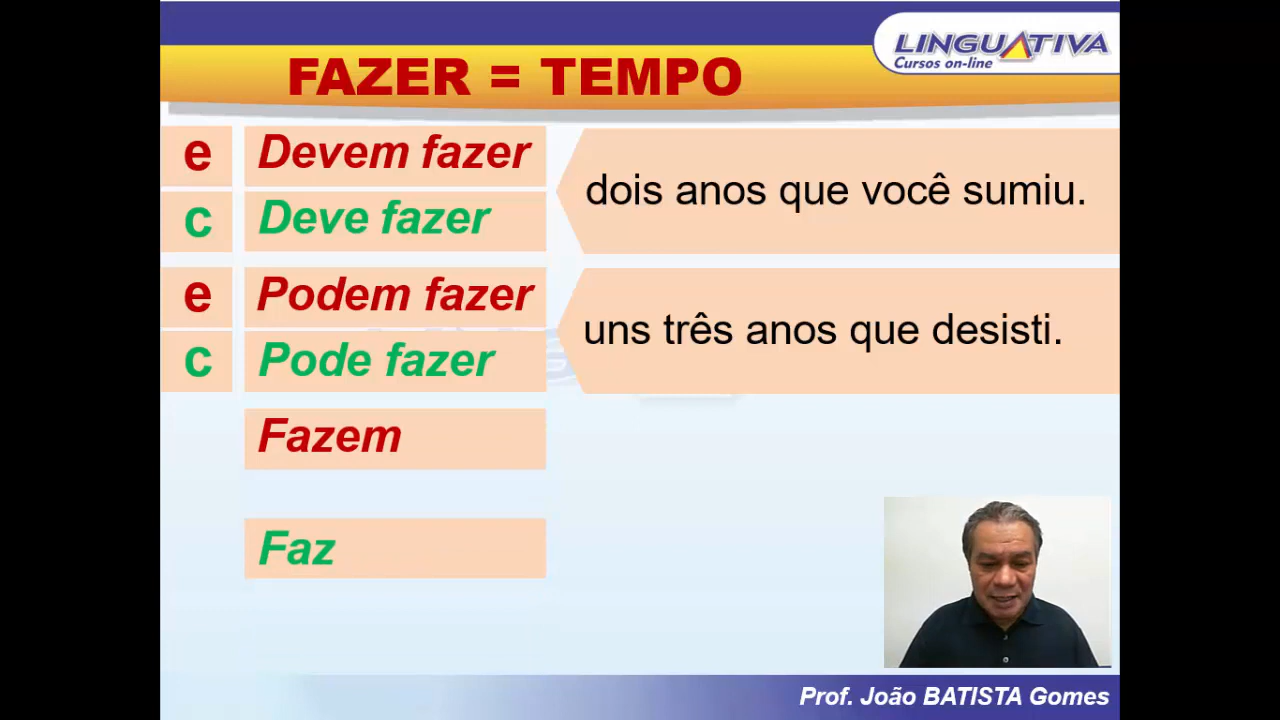 LINGUATIVA
Cursos on-line
FAZER = TEMPO
e Devem fazer
c Deve fazer
dois anos que você sumiu.
e Podem fazer
c Pode fazer
uns três anos que desisti.
Fazem
Faz
Prof. João BATISTA Gomes